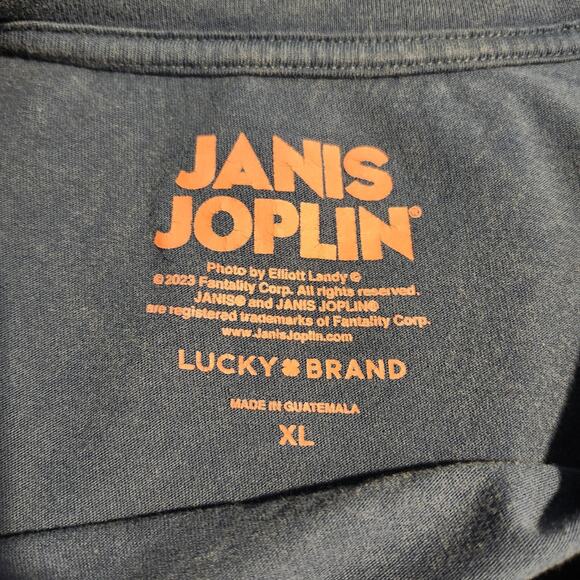 JANIS
JOPLIN®
Photo by Elliott Landy ©
©2023 Fantality Corp. All rights reserved.
JANIS® and JANIS JOPLIN®
are registered trademarks of Fantality Corp.
www.JanisJoplin.com
LUCKY BRAND
MADE IN GUATEMALA
XL